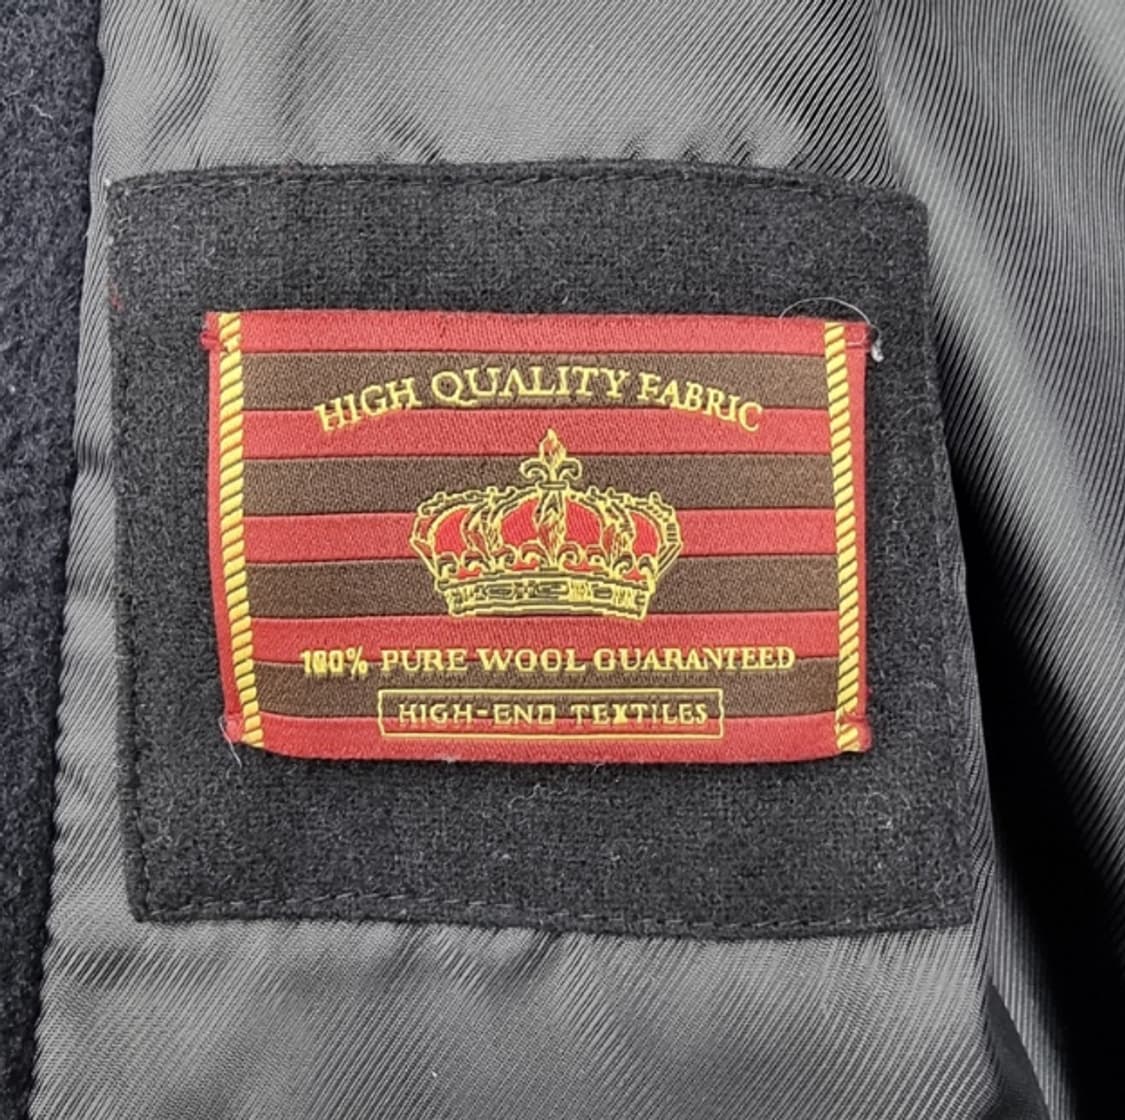 HIGH QUALITY FABRIC
100% PURE WOOL GUARANTEED
HIGH-END TEXTILES